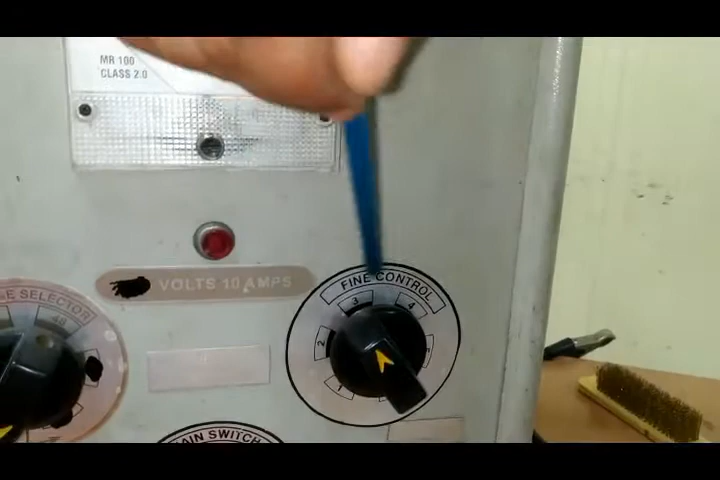 MR 100
CLASS 2.0
VOLTS 10 AMPS
FINE CONTROL
3
4
2
1
SELECTOR
MAIN SWITCH